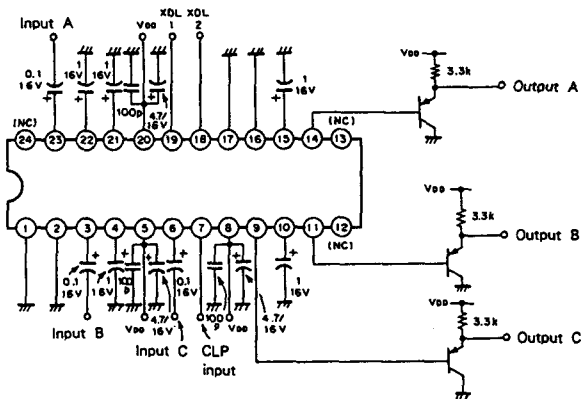 Input A
VDD
XDL 1
XDL 2
0.1 16V
1 16V
1 16V
100p
4.7/ 16V
1 16V
(NC)
(NC)
24 23 22 21 20 19 18 17 16 15 14 13
1 2 3 4 5 6 7 8 9 10 11 12
(NC)
0.1 16V
1 16V
100 p
4.7/ 16V
0.1 16V
100 p
4.7/ 16V
1 16V
Input B
VDD
Input C
CLP input
VDD
VDD
3.3k
Output A
VDD
3.3k
Output B
VDD
3.3k
Output C